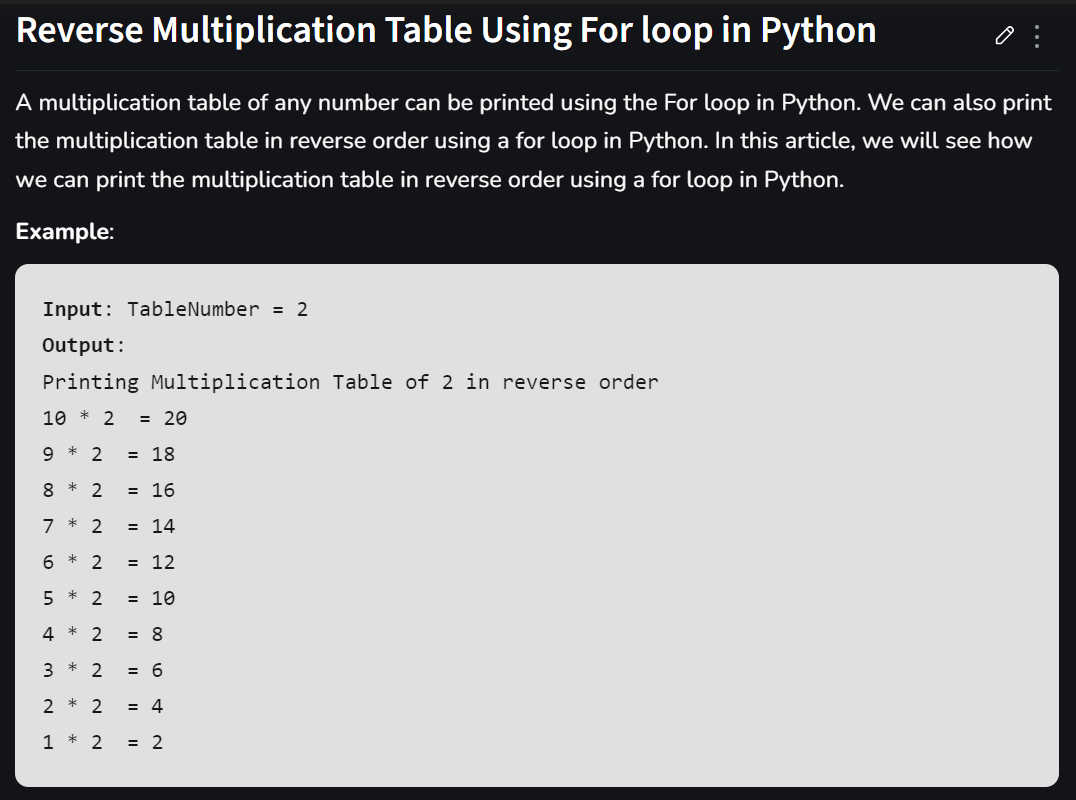 Reverse Multiplication Table Using For loop in Python
A multiplication table of any number can be printed using the For loop in Python. We can also print
the multiplication table in reverse order using a for loop in Python. In this article, we will see how
we can print the multiplication table in reverse order using a for loop in Python.
Example:
Input: TableNumber = 2
Output:
Printing Multiplication Table of 2 in reverse order
10 * 2  = 20
9 * 2  = 18
8 * 2  = 16
7 * 2  = 14
6 * 2  = 12
5 * 2  = 10
4 * 2  = 8
3 * 2  = 6
2 * 2  = 4
1 * 2  = 2